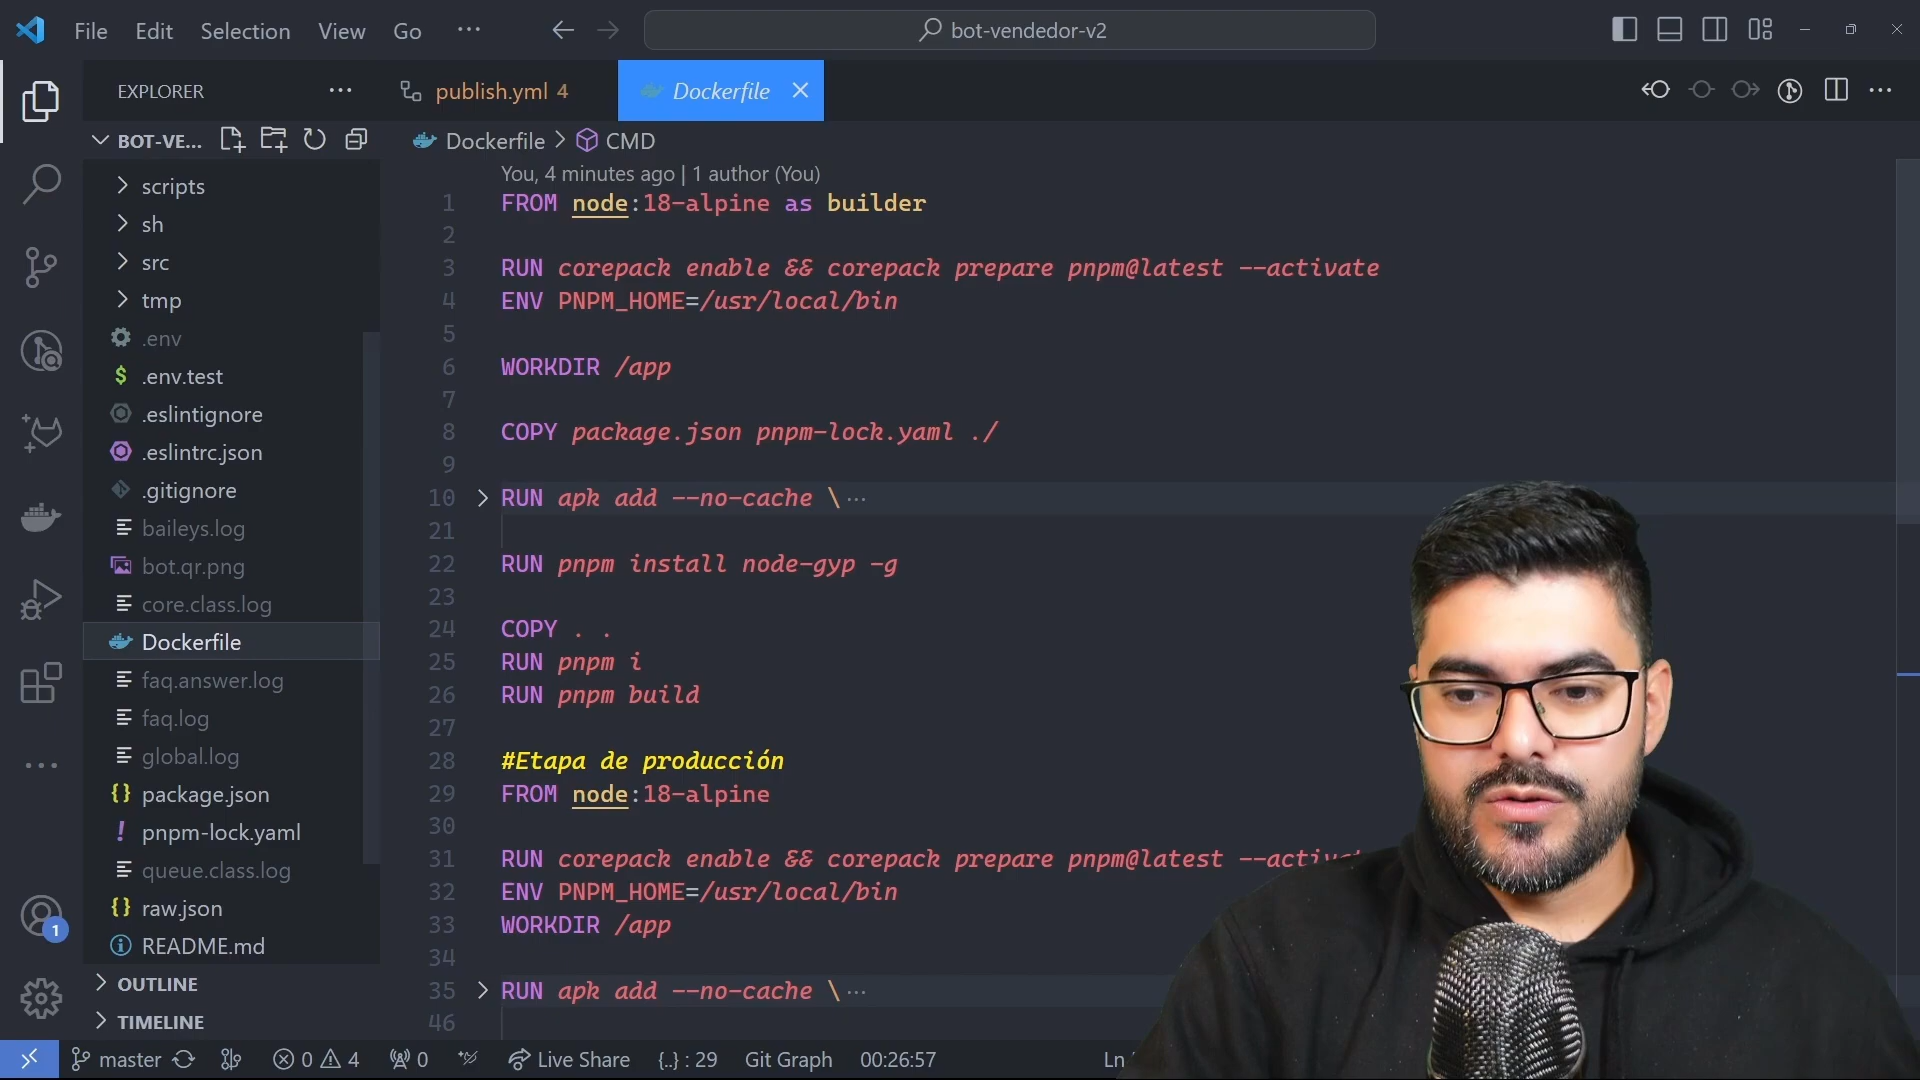 File Edit Selection View Go ···
bot-vendedor-v2
EXPLORER
publish.yml 4
Dockerfile
BOT-VE...
Dockerfile > CMD
scripts
sh
src
tmp
.env
.env.test
.eslintignore
.eslintrc.json
.gitignore
baileys.log
bot.qr.png
core.class.log
Dockerfile
faq.answer.log
faq.log
global.log
package.json
pnpm-lock.yaml
queue.class.log
raw.json
README.md
OUTLINE
TIMELINE
You, 4 minutes ago | 1 author (You)
1 FROM node:18-alpine as builder
2
3 RUN corepack enable && corepack prepare pnpm@latest --activate
4 ENV PNPM_HOME=/usr/local/bin
5
6 WORKDIR /app
7
8 COPY package.json pnpm-lock.yaml ./
9
10 RUN apk add --no-cache \ ···
21
22 RUN pnpm install node-gyp -g
23
24 COPY . .
25 RUN pnpm i
26 RUN pnpm build
27
28 #Etapa de producción
29 FROM node:18-alpine
30
31 RUN corepack enable && corepack prepare pnpm@latest
32 ENV PNPM_HOME=/usr/local/bin
33 WORKDIR /app
34
35 RUN apk add --no-cache \ ···
46
1
master 0 4 0 Live Share {..} : 29 Git Graph 00:26:57 Ln